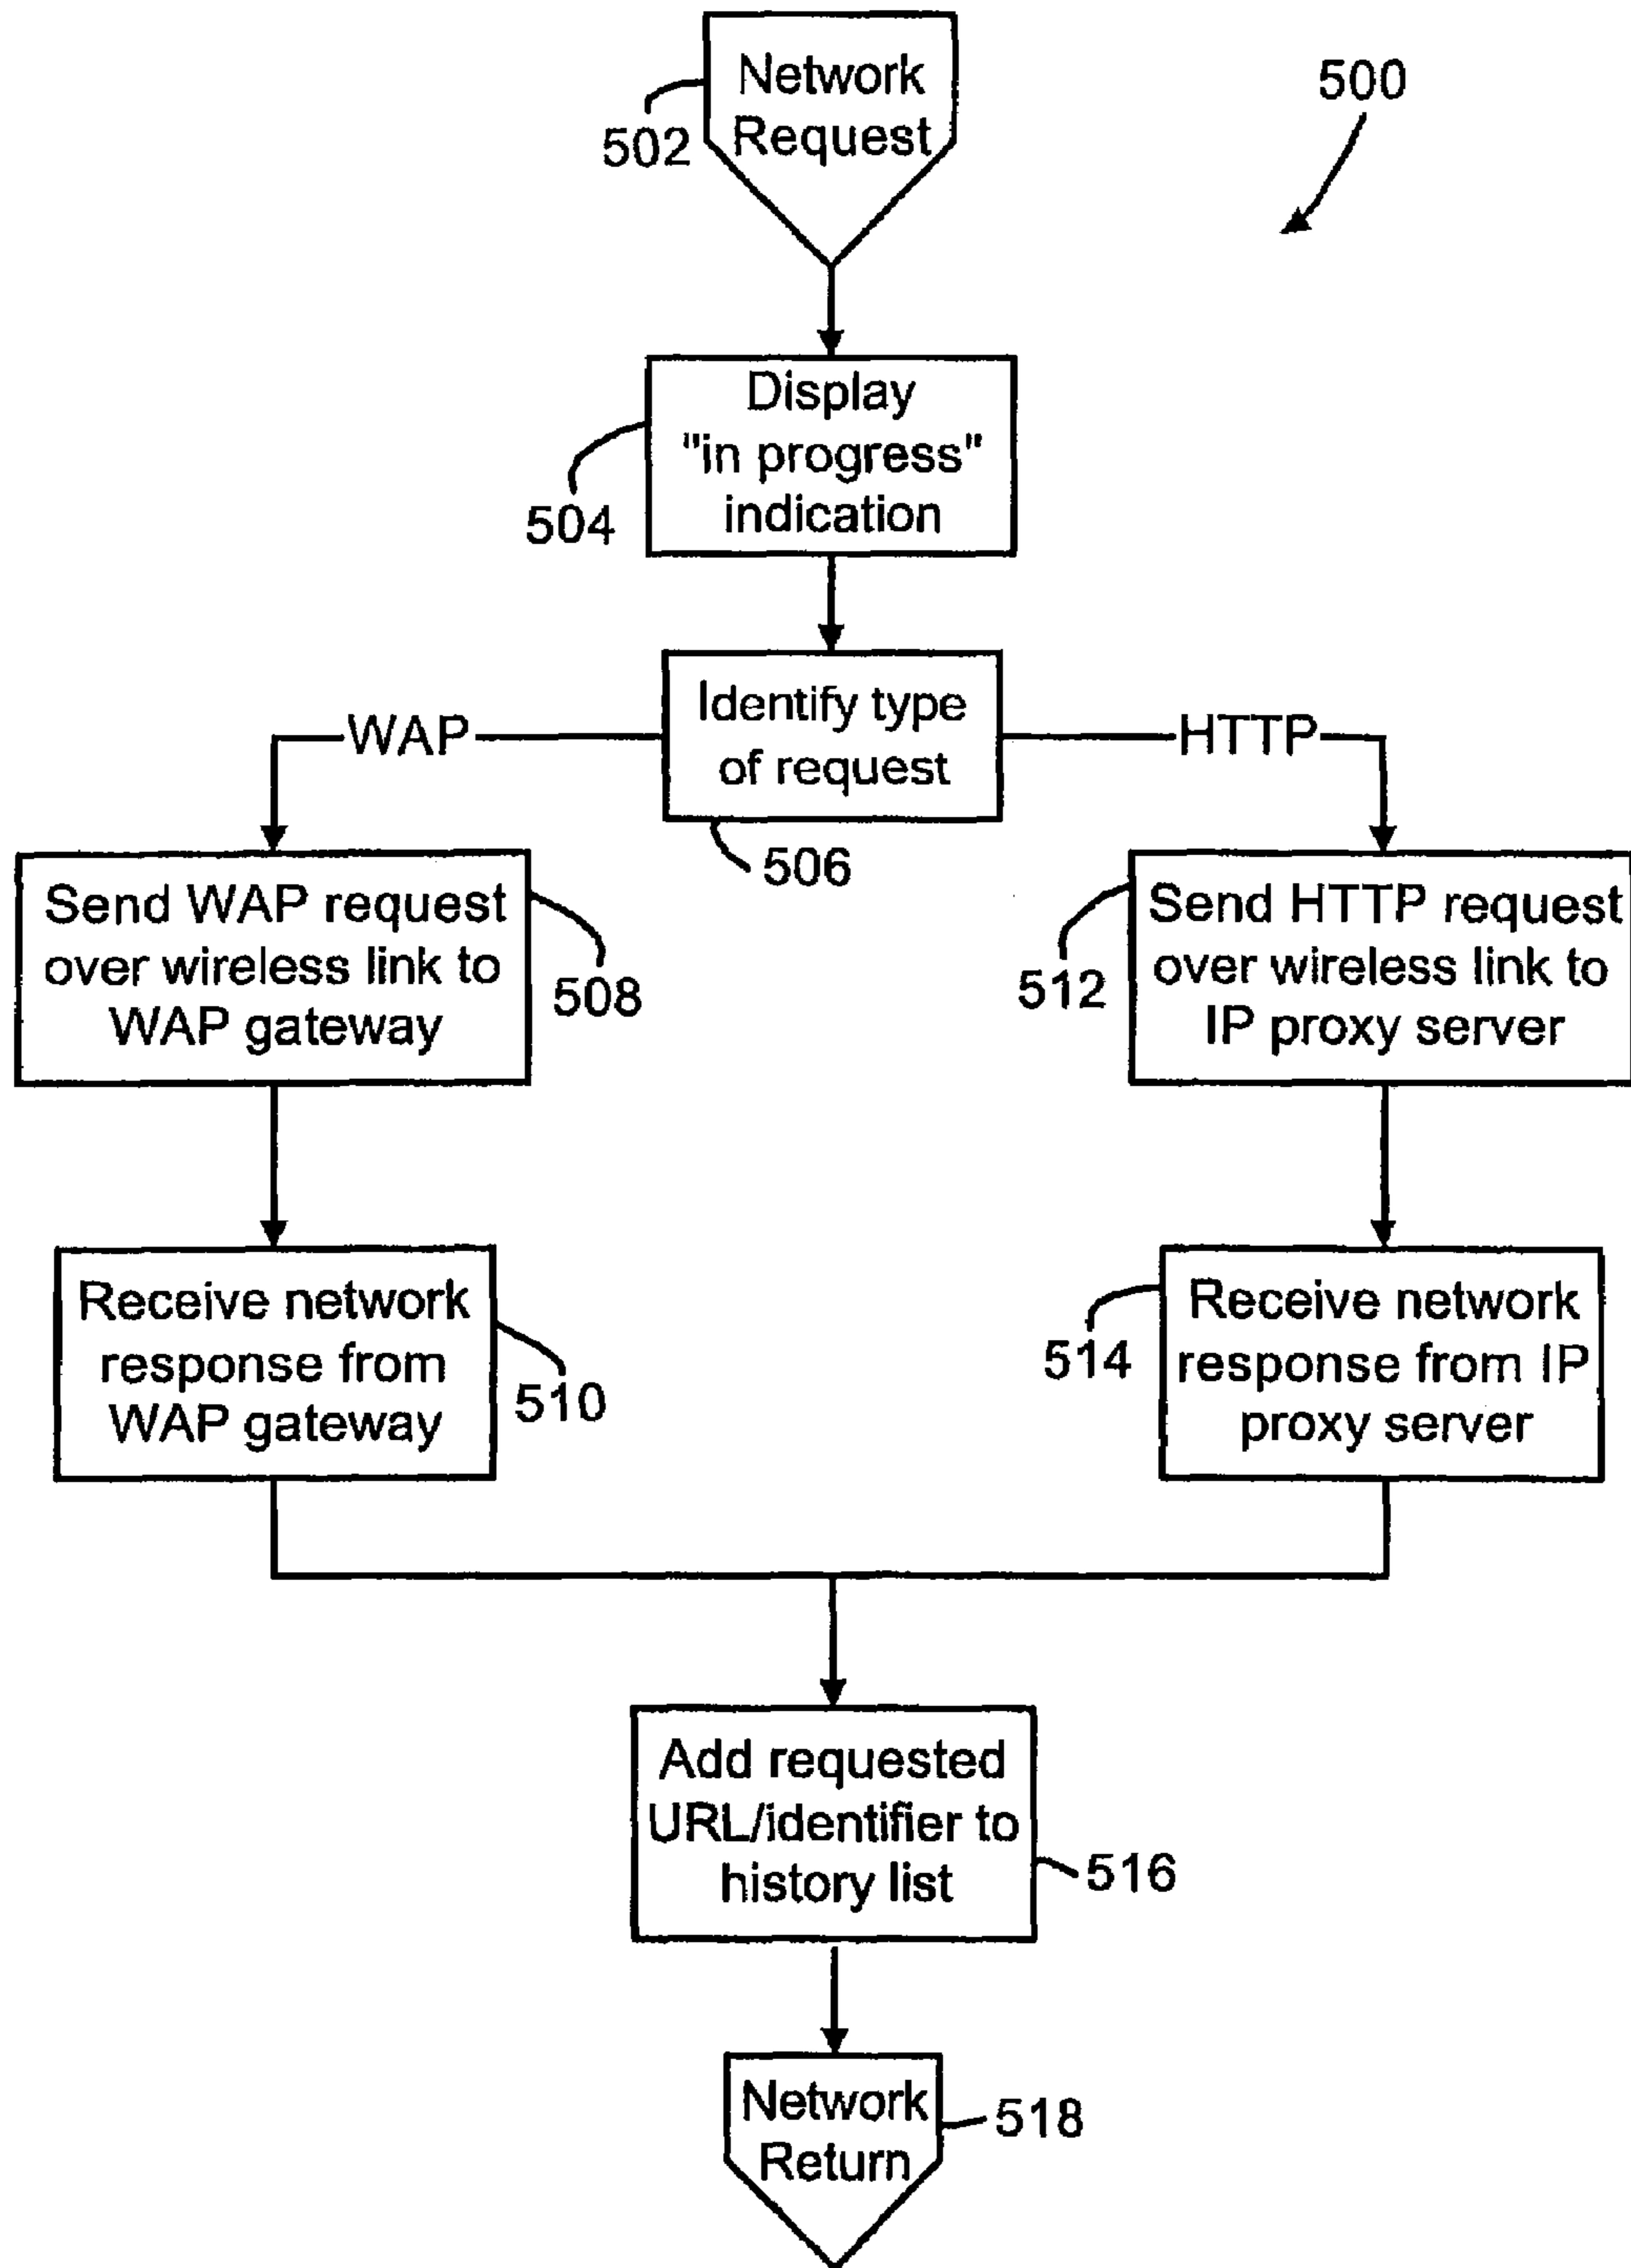 Network
Request
502
500
Display
"in progress"
indication
504
Identify type
of request
506
WAP
HTTP
Send WAP request
over wireless link to
WAP gateway
508
Send HTTP request
over wireless link to
IP proxy server
512
Receive network
response from
WAP gateway
510
Receive network
response from IP
proxy server
514
Add requested
URL/identifier to
history list
516
Network
Return
518